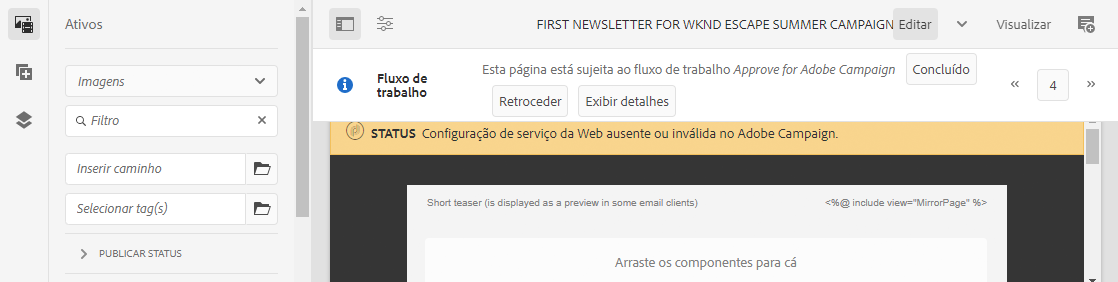 Ativos
Imagens
Filtro
Inserir caminho
Selecionar tag(s)
PUBLICAR STATUS
FIRST NEWSLETTER FOR WKND ESCAPE SUMMER CAMPAIGN
Editar
Visualizar
Fluxo de
trabalho
Esta página está sujeita ao fluxo de trabalho Approve for Adobe Campaign
Concluído
Retroceder
Exibir detalhes
4
STATUS Configuração de serviço da Web ausente ou inválida no Adobe Campaign.
Short teaser (is displayed as a preview in some email clients)
<%@ include view="MirrorPage" %>
Arraste os componentes para cá